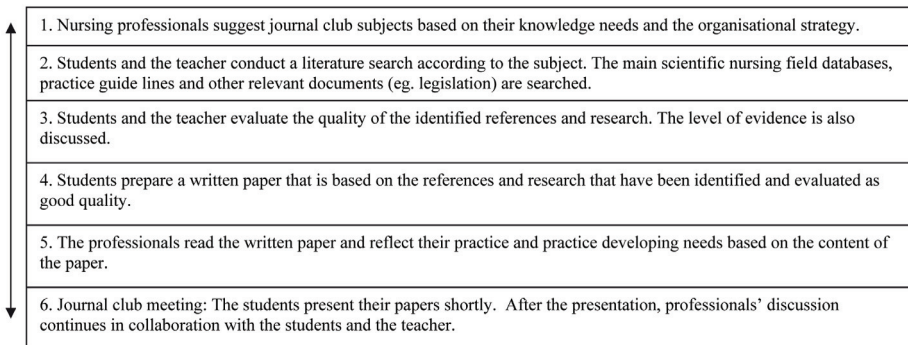 1. Nursing professionals suggest journal club subjects based on their knowledge needs and the organisational strategy.
2. Students and the teacher conduct a literature search according to the subject. The main scientific nursing field databases,
practice guide lines and other relevant documents (eg. legislation) are searched.
3. Students and the teacher evaluate the quality of the identified references and research. The level of evidence is also
discussed.
4. Students prepare a written paper that is based on the references and research that have been identified and evaluated as
good quality.
5. The professionals read the written paper and reflect their practice and practice developing needs based on the content of
the paper.
6. Journal club meeting: The students present their papers shortly. After the presentation, professionals’ discussion
continues in collaboration with the students and the teacher.